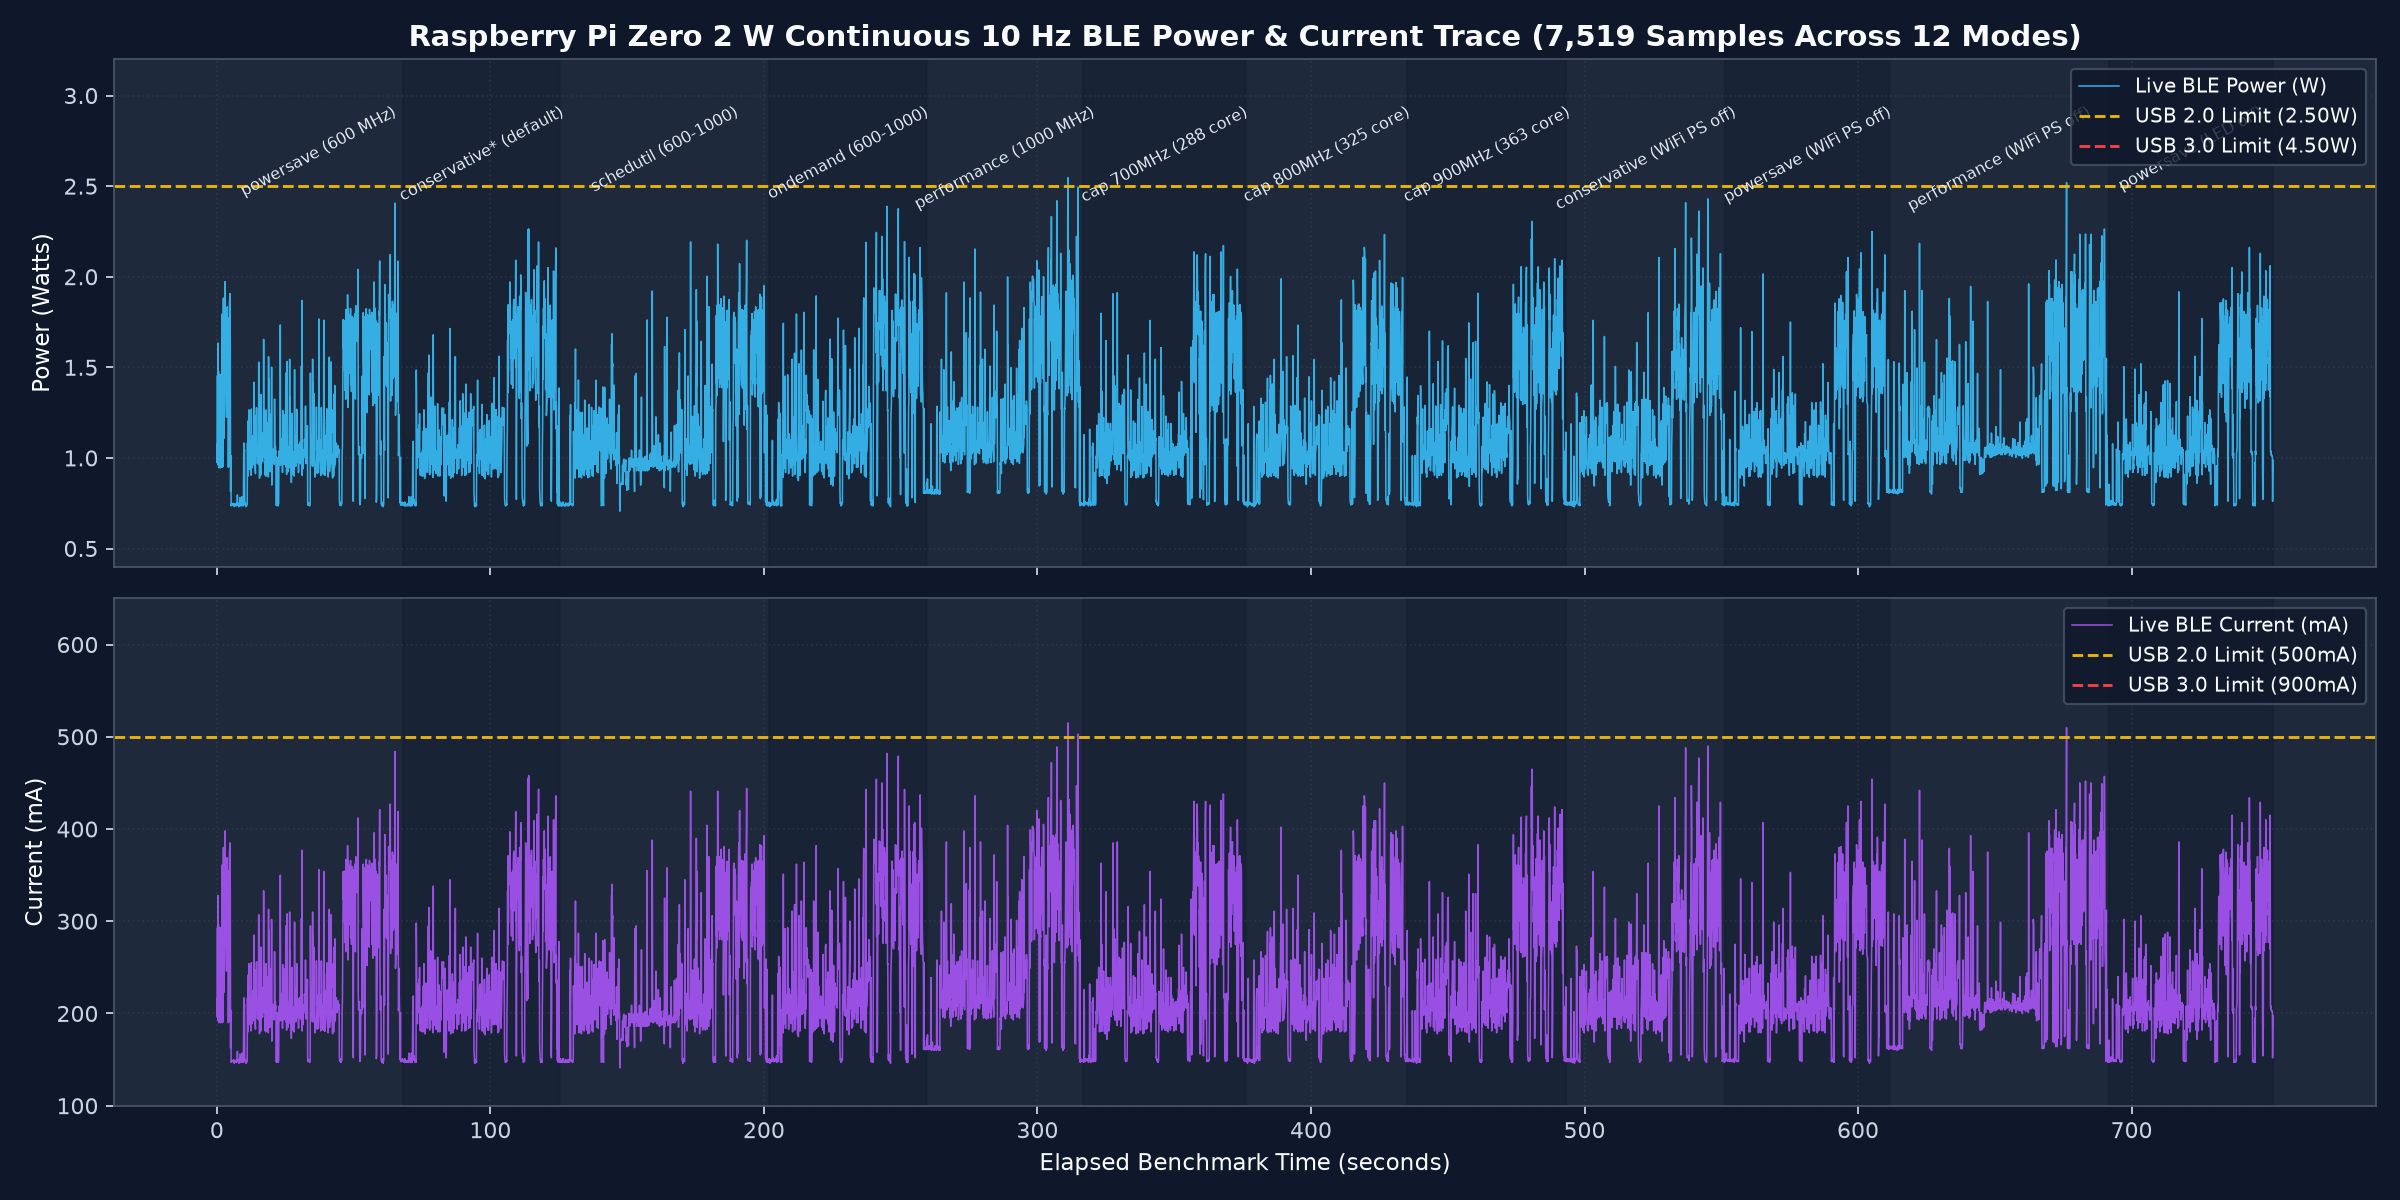 Raspberry Pi Zero 2 W Continuous 10 Hz BLE Power & Current Trace (7,519 Samples Across 12 Modes)
Power (Watts)
3.0
2.5
2.0
1.5
1.0
0.5
powersave (600 MHz)
conservative* (default)
schedutil (600-1000)
ondemand (600-1000)
performance (1000 MHz)
cap 700MHz (288 core)
cap 800MHz (325 core)
cap 900MHz (363 core)
conservative (WiFi PS off)
powersave (WiFi PS off)
performance (WiFi PS off)
powersave
Live BLE Power (W)
USB 2.0 Limit (2.50W)
USB 3.0 Limit (4.50W)
Current (mA)
600
500
400
300
200
100
Live BLE Current (mA)
USB 2.0 Limit (500mA)
USB 3.0 Limit (900mA)
0
100
200
300
400
500
600
700
Elapsed Benchmark Time (seconds)